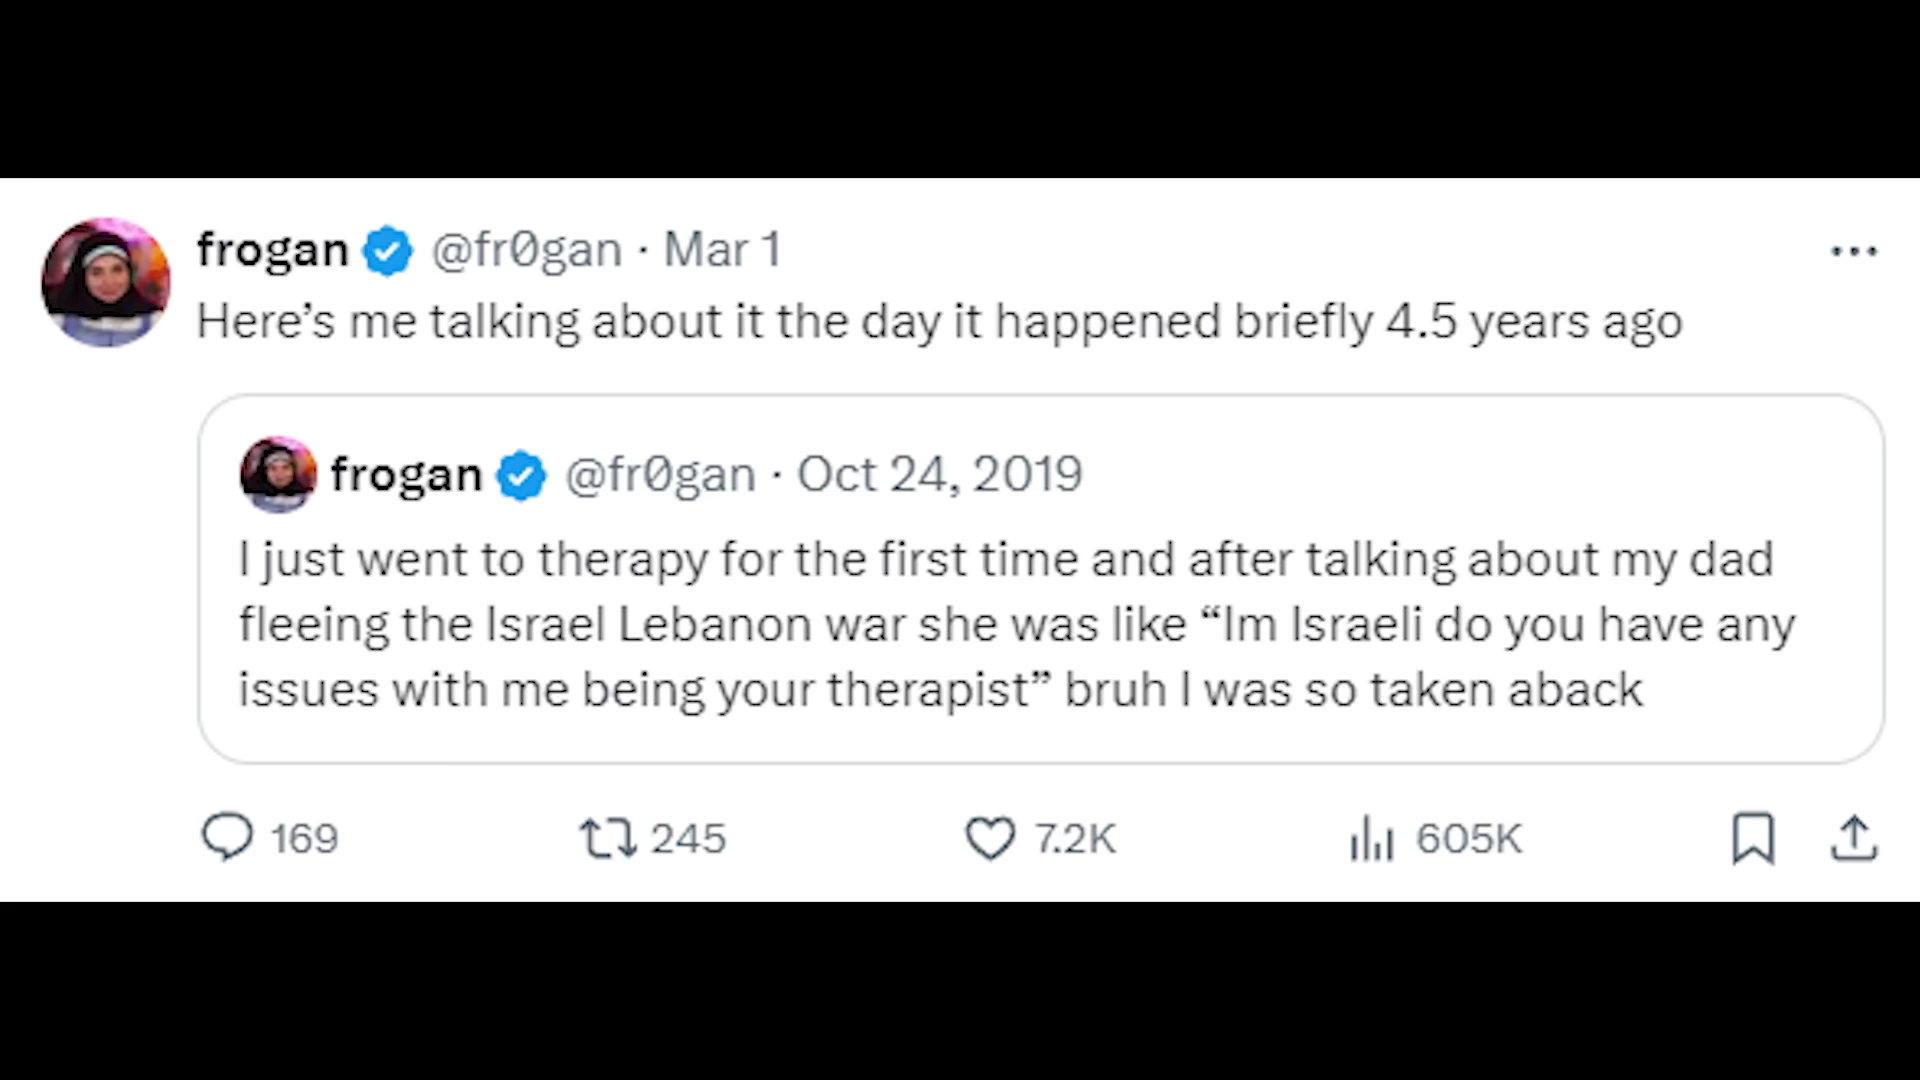 frogan @fr0gan · Mar 1
Here’s me talking about it the day it happened briefly 4.5 years ago
frogan @fr0gan · Oct 24, 2019
I just went to therapy for the first time and after talking about my dad
fleeing the Israel Lebanon war she was like “Im Israeli do you have any
issues with me being your therapist” bruh I was so taken aback
169 245 7.2K 605K